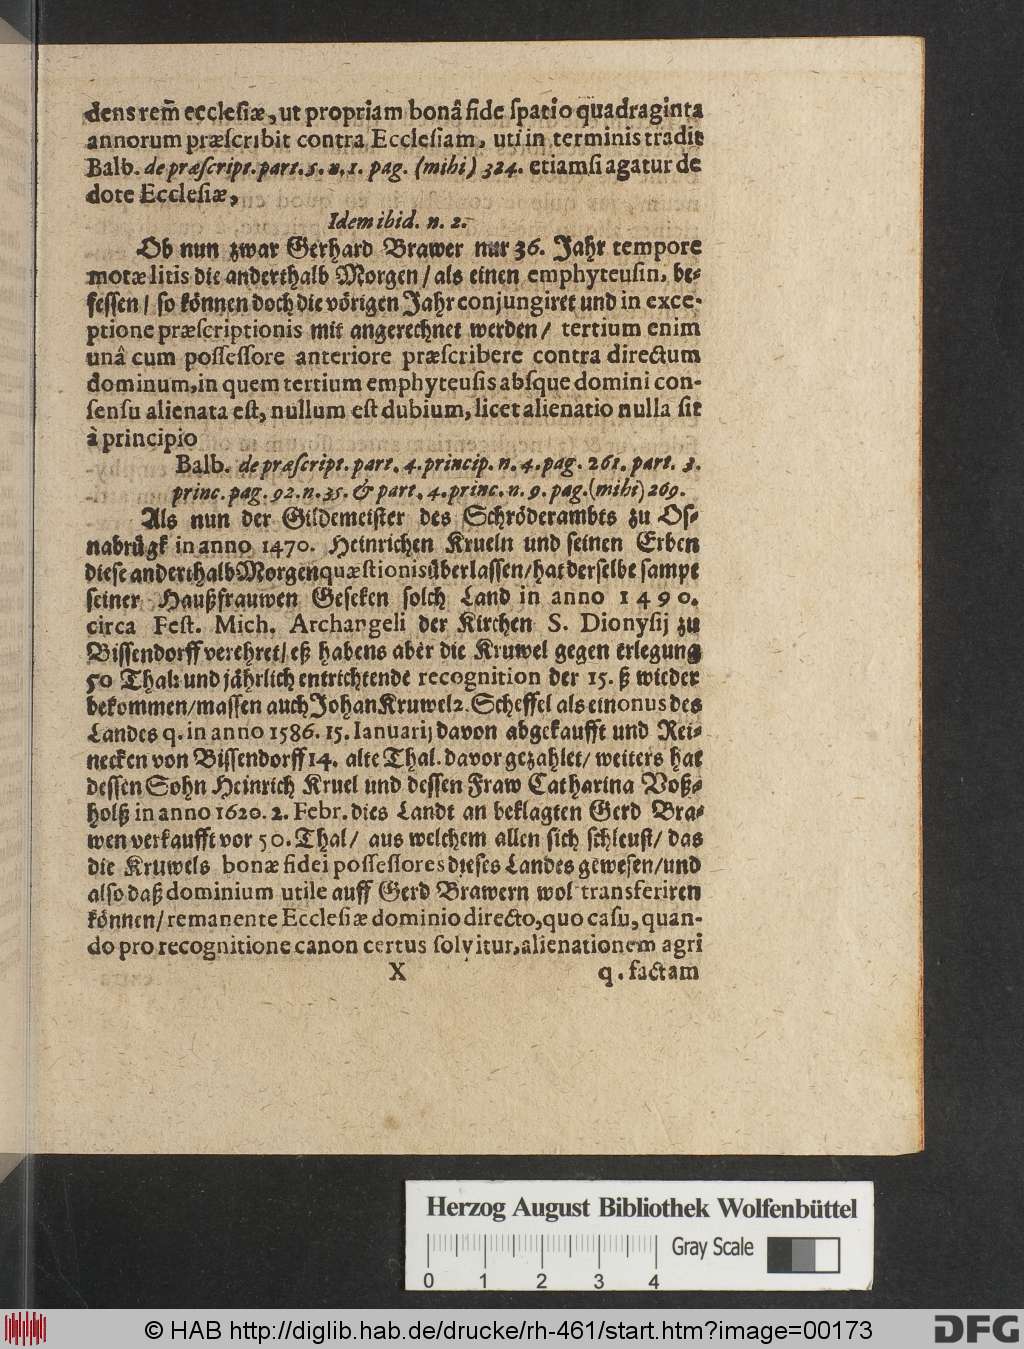 dens rem̃ ecclesiæ, ut propriam bonâ fide spatio quadraginta
annorum præscribit contra Ecclesiam, uti in terminis tradit
Balb. de præscript. part. 5. n. 1. pag. (mihi) 324. etiamsi agatur de
dote Ecclesiæ,
Idem ibid. n. 2.
Ob nun zwar Gerhard Brawer nur 36. Jahr tempore
motæ litis die anderthalb Morgen / als einen emphyteusin, be-
sessen / so können doch die vörigen Jahr conjungiret und in exce-
ptione præscriptionis mit angerechnet werden / tertium enim
unâ cum possessore anteriore præscribere contra directum
dominum, in quem tertium emphyteusis absque domini con-
sensu alienata est, nullum est dubium, licet alienatio nulla sit
à principio
Balb. de præscript. part. 4. princip. n. 4. pag. 261. part. 3.
princ. pag. 92. n. 35. & part. 4. princ. n. 9. pag. (mihi) 269.
Als nun der Gildemeister des Schröderambts zu Os-
nabrügk in anno 1470. Heinrichen Krueln und seinen Erben
diese anderthalb Morgen quæstionis überlassen / hat derselbe sampt
seiner Haußfrauwen Geseken solch Land in anno 1490.
circa Fest. Mich. Archangeli der Kirchen S. Dionysij zu
Bissendorff verehret / eß habens aber die Kruwel gegen erlegung
50 Thal: und jährlich entrichtende recognition der 15. ß wieder
bekommen / massen auch Johan Kruwel 2. Scheffel als ein onus des
Landes q. in anno 1586. 15. Ianuarij davon abgekaufft und Rei-
necken von Bissendorff 14. alte Thal. davor gezahlet / weiters hat
dessen Sohn Heinrich Kruel und dessen Fraw Catharina Voß-
holß in anno 1620. 2. Febr. dies Landt an beklagten Gerd Bra-
wen verkaufft vor 50. Thal / aus welchem allen sich schleust / das
die Kruwels bonæ fidei possessores dieses Landes gewesen / und
also daß dominium utile auff Gerd Brawern wol transferiren
können / remanente Ecclesiæ dominio directo, quo casu, quan-
do pro recognitione canon certus solvitur, alienationem agri
X q. factam
Herzog August Bibliothek Wolfenbüttel
Gray Scale
0 1 2 3 4
© HAB http://diglib.hab.de/drucke/rh-461/start.htm?image=00173
DFG